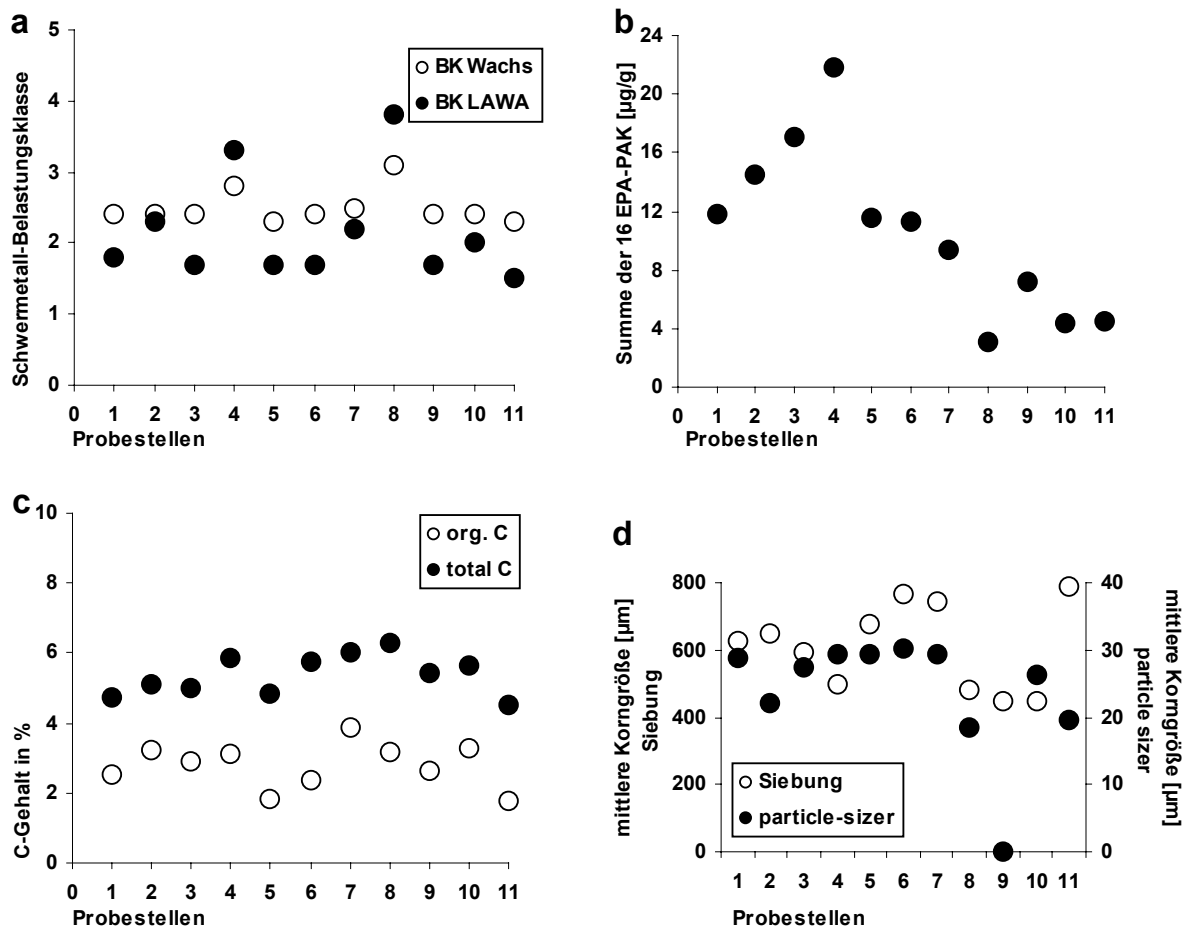 a
5
4
3
2
1
0
Schwermetall-Belastungsklasse
BK Wachs
BK LAWA
0 1 2 3 4 5 6 7 8 9 10 11
Probestellen
b
24
20
16
12
8
4
0
Summe der 16 EPA-PAK [µg/g]
0 1 2 3 4 5 6 7 8 9 10 11
Probestellen
c
10
8
6
4
2
0
C-Gehalt in %
org. C
total C
0 1 2 3 4 5 6 7 8 9 10 11
Probestellen
d
800
600
400
200
0
mittlere Korngröße [µm]
Siebung
40
30
20
10
0
mittlere Korngröße [µm]
particle sizer
Siebung
particle-sizer
1 2 3 4 5 6 7 8 9 10 11
Probestellen